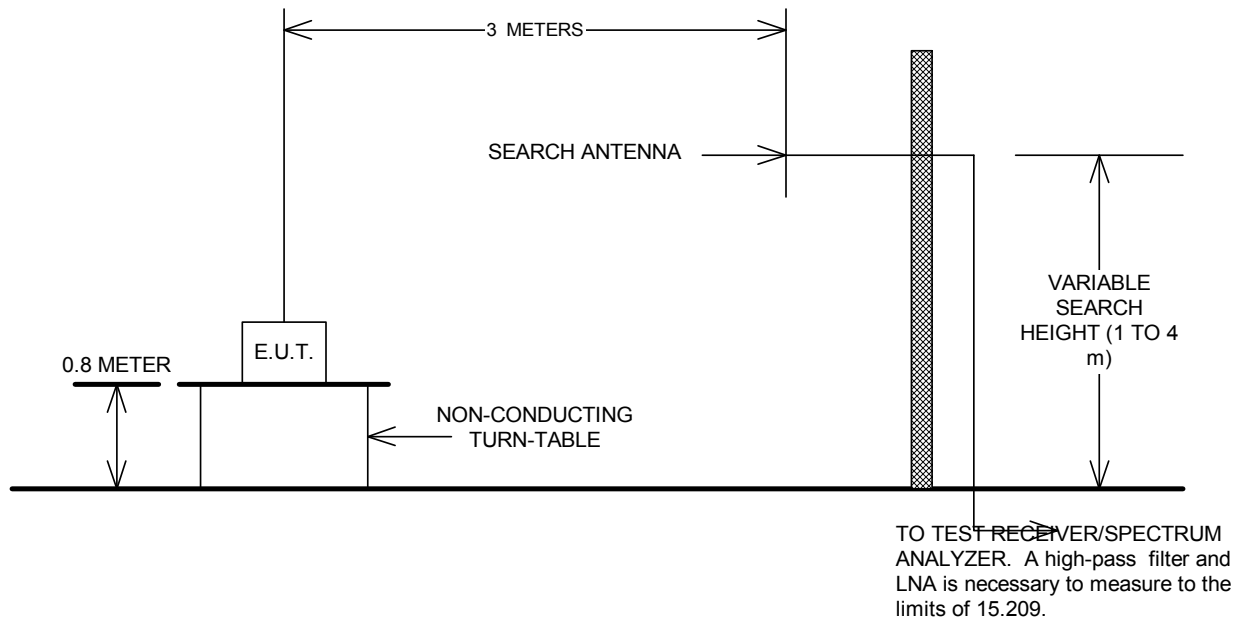 3 METERS
SEARCH ANTENNA
VARIABLE
SEARCH
HEIGHT (1 TO 4
m)
E.U.T.
0.8 METER
NON-CONDUCTING
TURN-TABLE
TO TEST RECEIVER/SPECTRUM
ANALYZER. A high-pass filter and
LNA is necessary to measure to the
limits of 15.209.